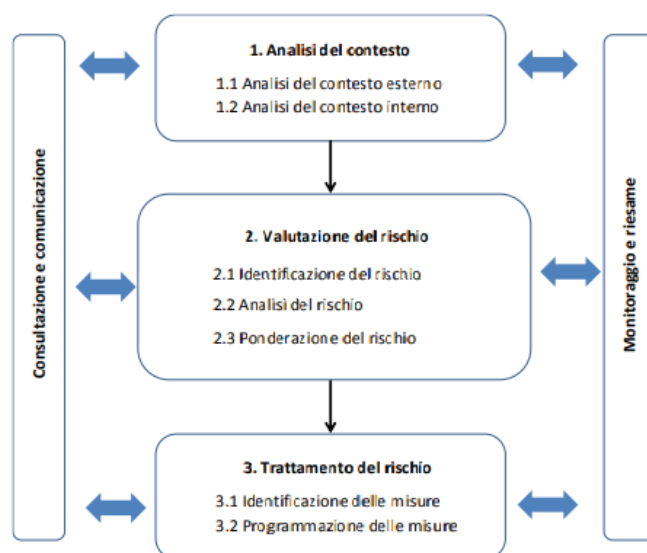 Consultazione e comunicazione
1. Analisi del contesto
1.1 Analisi del contesto esterno
1.2 Analisi del contesto interno
2. Valutazione del rischio
2.1 Identificazione del rischio
2.2 Analisi del rischio
2.3 Ponderazione del rischio
3. Trattamento del rischio
3.1 Identificazione delle misure
3.2 Programmazione delle misure
Monitoraggio e riesame